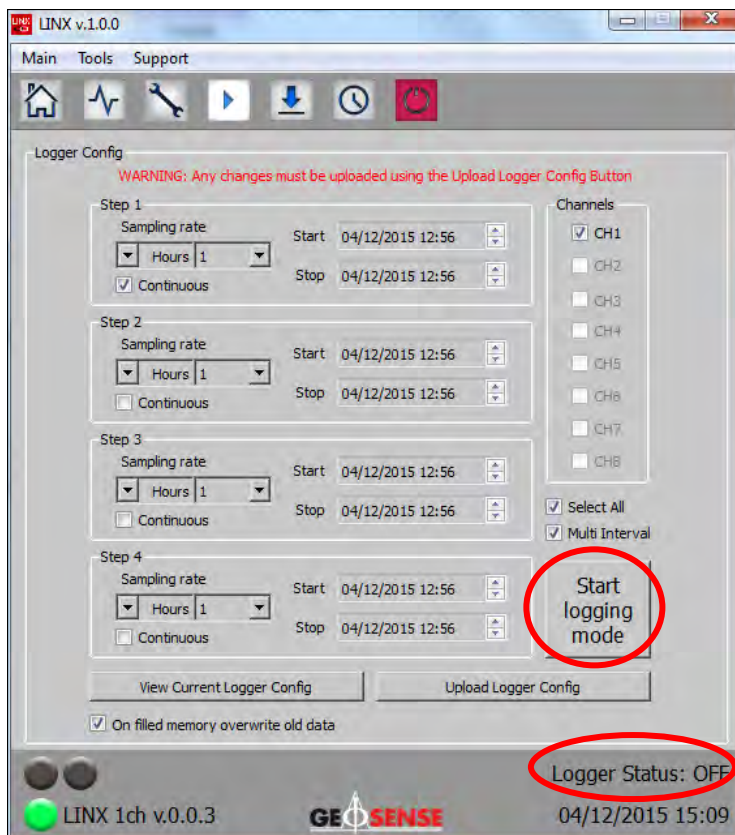 LINX
LINX v.1.0.0
X
Main Tools Support
Logger Config
WARNING: Any changes must be uploaded using the Upload Logger Config Button
Step 1
Sampling rate
Hours 1
Continuous
Start 04/12/2015 12:56
Stop 04/12/2015 12:56
Step 2
Sampling rate
Hours 1
Continuous
Start 04/12/2015 12:56
Stop 04/12/2015 12:56
Step 3
Sampling rate
Hours 1
Continuous
Start 04/12/2015 12:56
Stop 04/12/2015 12:56
Step 4
Sampling rate
Hours 1
Continuous
Start 04/12/2015 12:56
Stop 04/12/2015 12:56
Channels
CH1
CH2
CH3
CH4
CH5
CH6
CH7
CH8
Select All
Multi Interval
Start
logging
mode
View Current Logger Config
Upload Logger Config
On filled memory overwrite old data
Logger Status: OFF
LINX 1ch v.0.0.3
GEOSENSE
04/12/2015 15:09